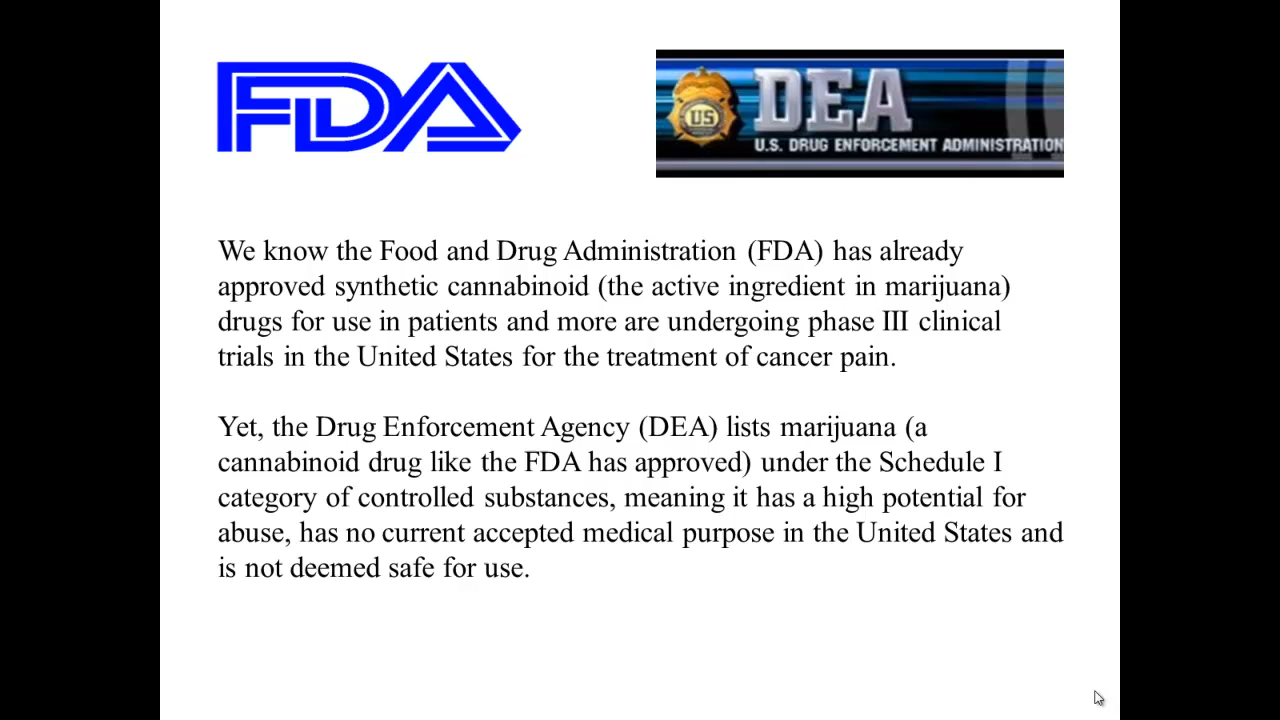 FDA
DEA
US
U.S. DRUG ENFORCEMENT ADMINISTRATION
We know the Food and Drug Administration (FDA) has already
approved synthetic cannabinoid (the active ingredient in marijuana)
drugs for use in patients and more are undergoing phase III clinical
trials in the United States for the treatment of cancer pain.
Yet, the Drug Enforcement Agency (DEA) lists marijuana (a
cannabinoid drug like the FDA has approved) under the Schedule I
category of controlled substances, meaning it has a high potential for
abuse, has no current accepted medical purpose in the United States and
is not deemed safe for use.